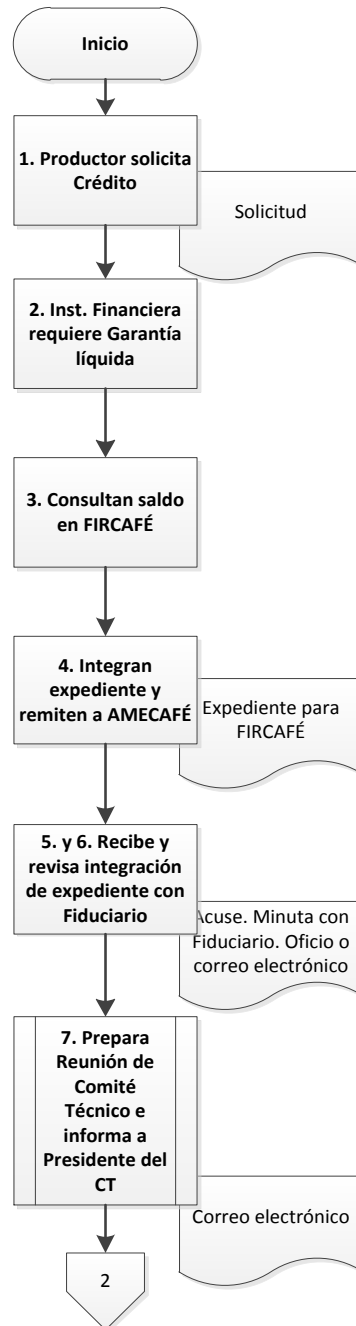 Inicio
1. Productor solicita
Crédito
Solicitud
2. Inst. Financiera
requiere Garantía
líquida
3. Consultan saldo
en FIRCAFÉ
4. Integran
expediente y
remiten a AMECAFÉ
Expediente para
FIRCAFÉ
5. y 6. Recibe y
revisa integración
de expediente con
Fiduciario
Acuse. Minuta con
Fiduciario. Oficio o
correo electrónico
7. Prepara
Reunión de
Comité
Técnico e
informa a
Presidente del
CT
Correo electrónico
2